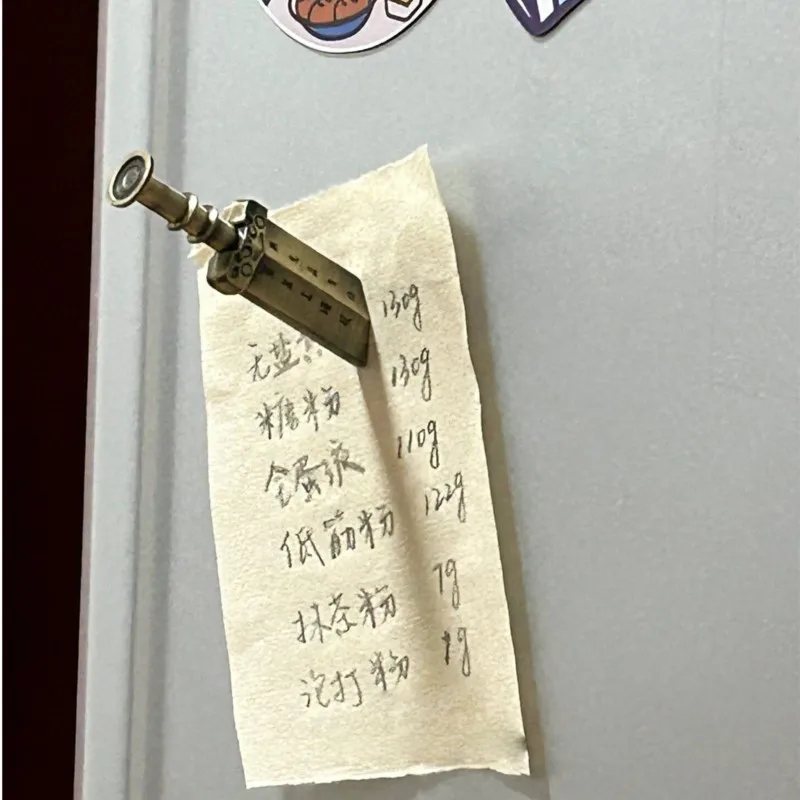 无盐 130g
糖粉 130g
全蛋液 110g
低筋粉 122g
抹茶粉 7g
泡打粉 1g